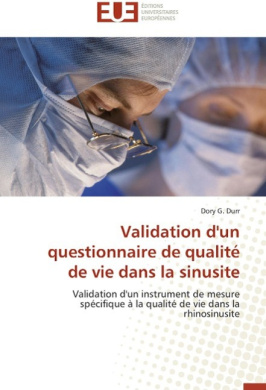 EUE
ÉDITIONS
UNIVERSITAIRES
EUROPÉENNES
Dory G. Durr
Validation d'un
questionnaire de qualité
de vie dans la sinusite
Validation d'un instrument de mesure
spécifique à la qualité de vie dans la
rhinosinusite